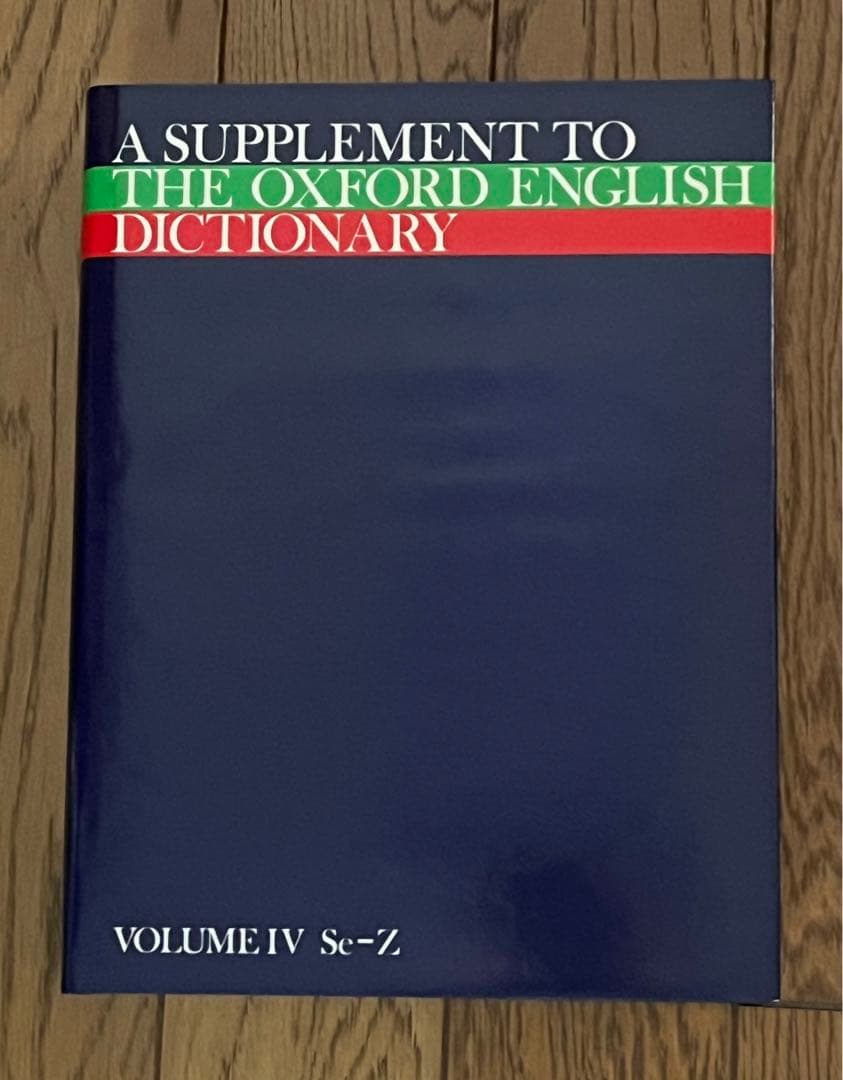 A SUPPLEMENT TO
THE OXFORD ENGLISH
DICTIONARY
VOLUME IV Se-Z